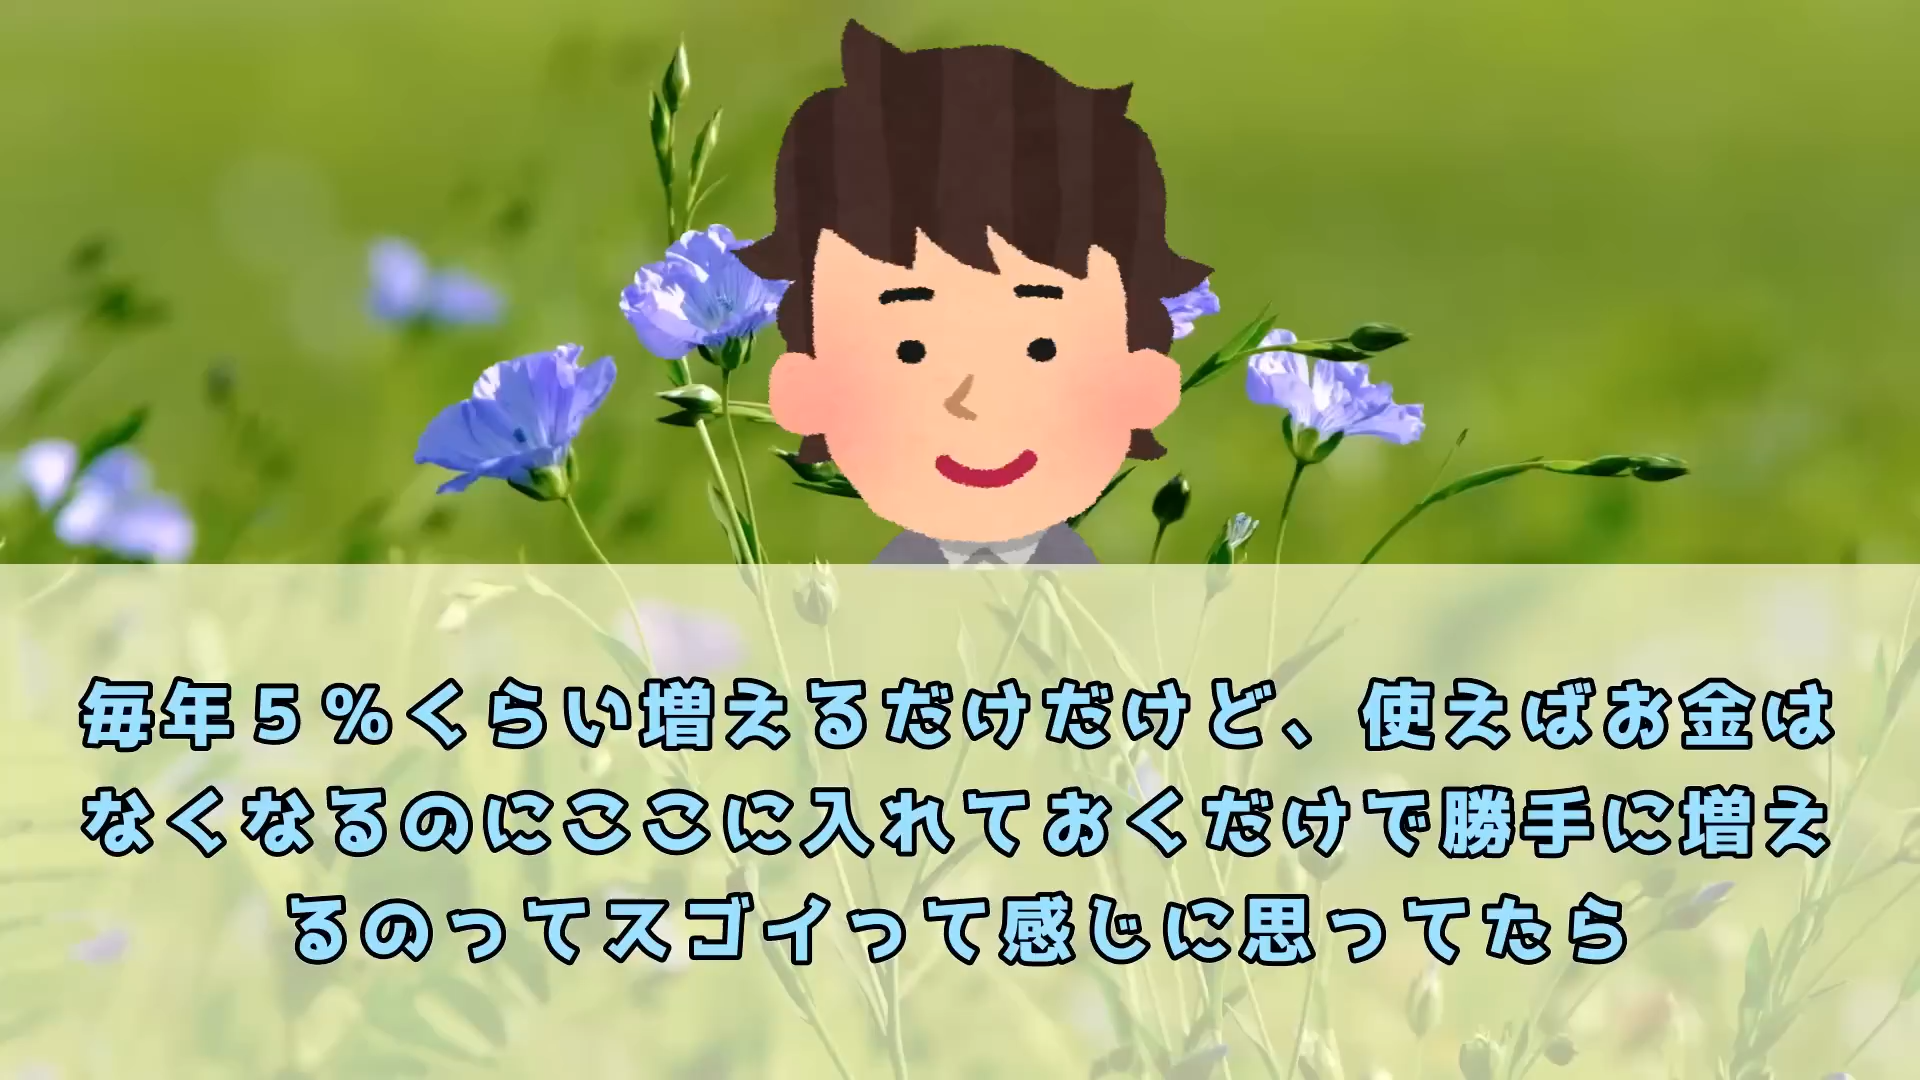 毎年５％くらい増えるだけだけど、使えばお金は
なくなるのにここに入れておくだけで勝手に増え
るのってスゴイって感じに思ってたら